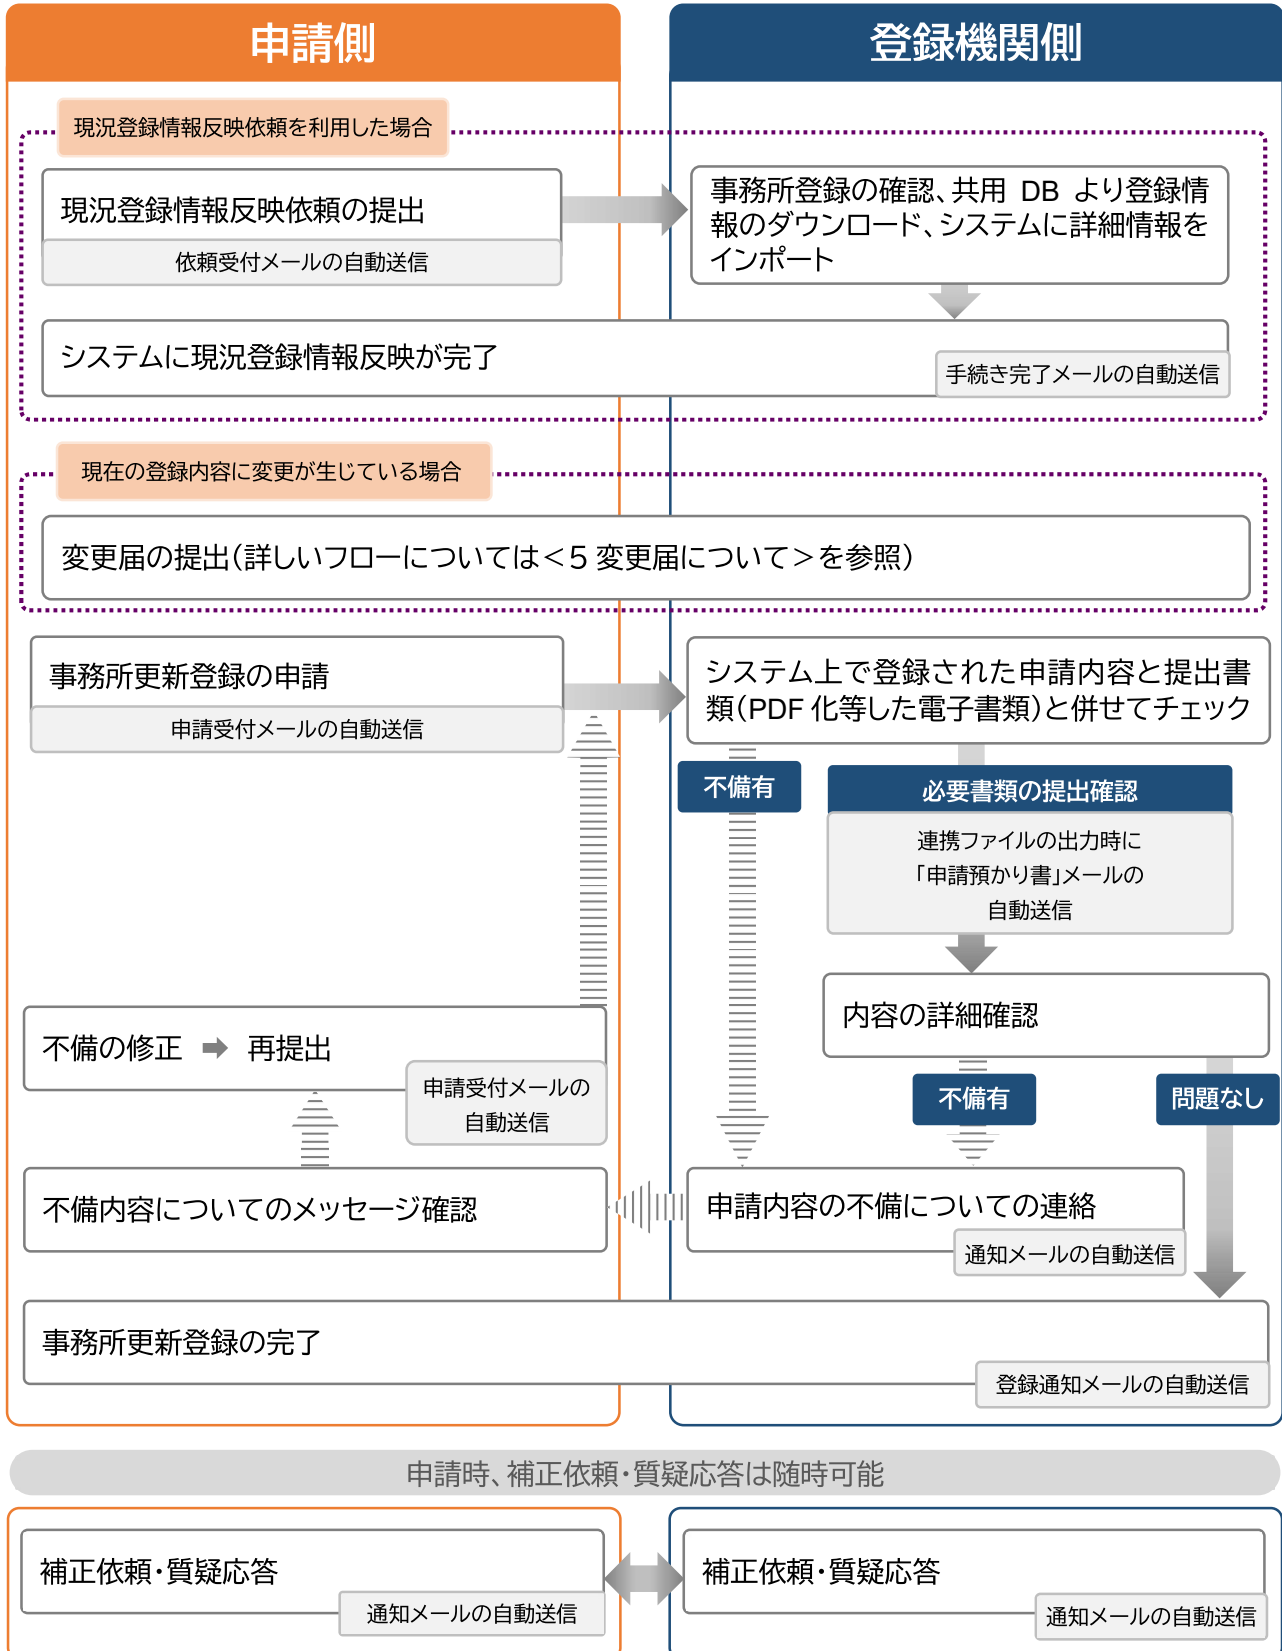 申請側
登録機関側
現況登録情報反映依頼を利用した場合
現況登録情報反映依頼の提出
依頼受付メールの自動送信
事務所登録の確認、共用 DB より登録情
報のダウンロード、システムに詳細情報を
インポート
システムに現況登録情報反映が完了
手続き完了メールの自動送信
現在の登録内容に変更が生じている場合
変更届の提出（詳しいフローについては＜5 変更届について＞を参照）
事務所更新登録の申請
申請受付メールの自動送信
システム上で登録された申請内容と提出書
類（PDF 化等した電子書類）と併せてチェック
不備有
必要書類の提出確認
連携ファイルの出力時に
「申請預かり書」メールの
自動送信
内容の詳細確認
不備の修正 ➡ 再提出
申請受付メールの
自動送信
不備有
問題なし
不備内容についてのメッセージ確認
申請内容の不備についての連絡
通知メールの自動送信
事務所更新登録の完了
登録通知メールの自動送信
申請時、補正依頼・質疑応答は随時可能
補正依頼・質疑応答
通知メールの自動送信
補正依頼・質疑応答
通知メールの自動送信